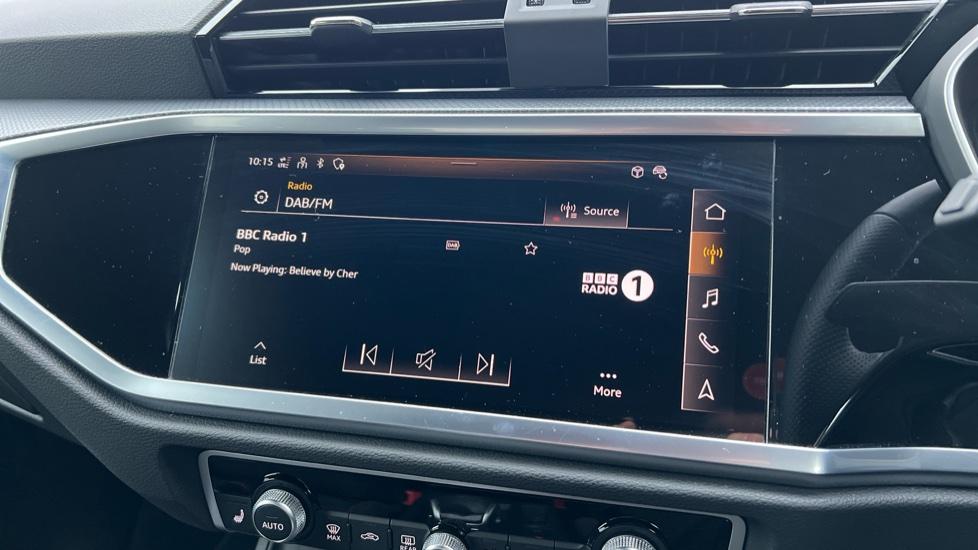 10:15
Radio
DAB/FM
Source
BBC Radio 1
DAB
Pop
Now Playing: Believe by Cher
BBC
RADIO 1
List
More
AUTO
MAX
REAR